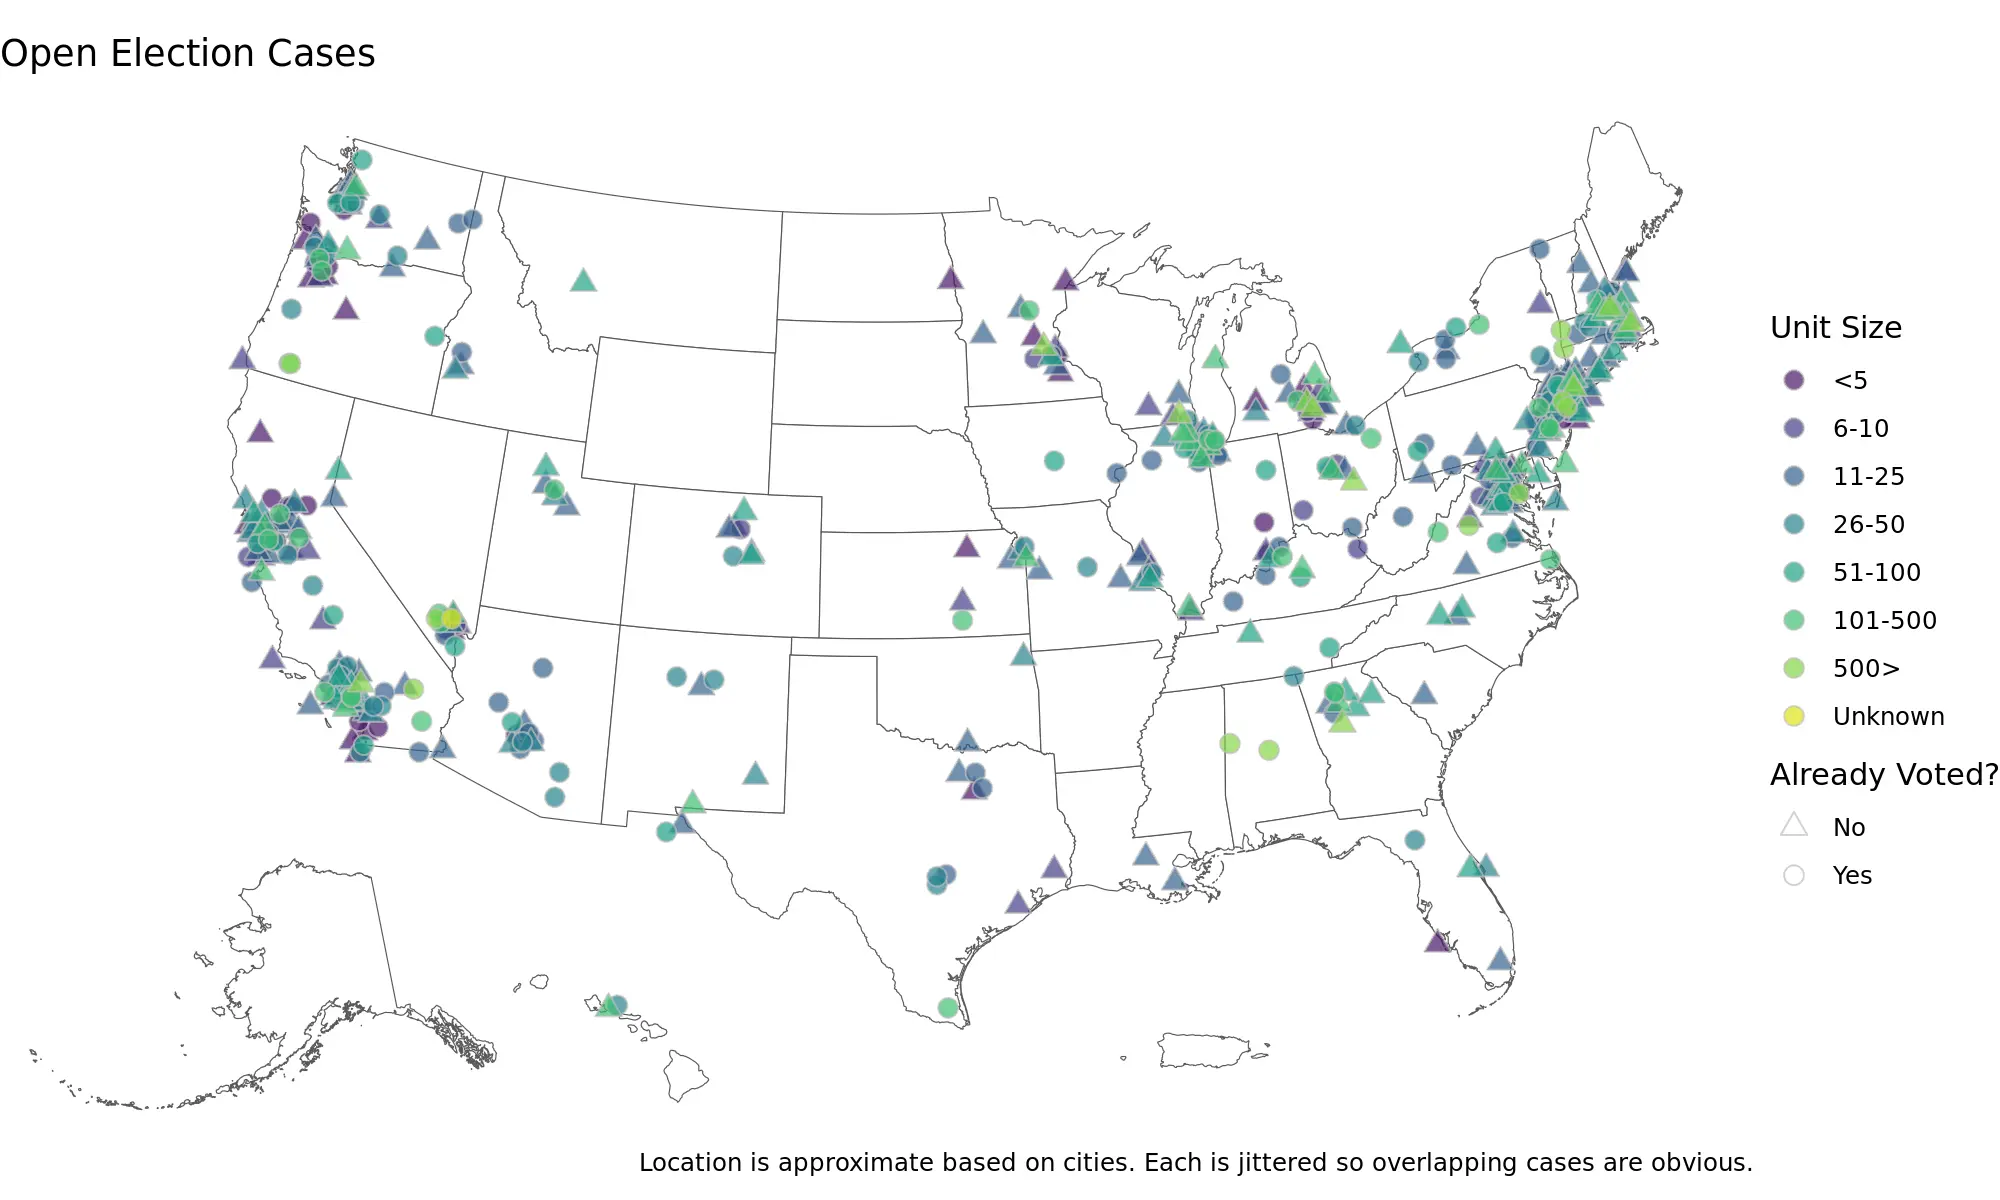 Open Election Cases
Unit Size
<5
6-10
11-25
26-50
51-100
101-500
500>
Unknown
Already Voted?
No
Yes
Location is approximate based on cities. Each is jittered so overlapping cases are obvious.